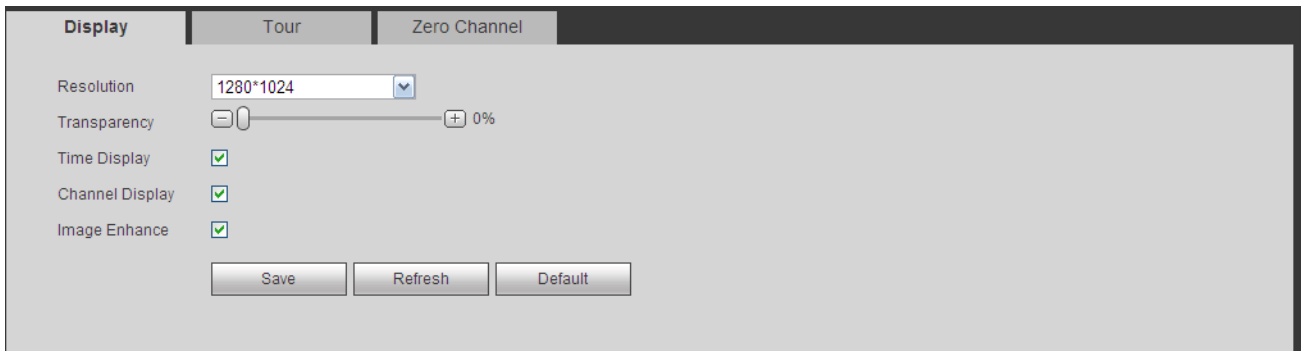 Display Tour Zero Channel
Resolution 1280*1024
Transparency 0%
Time Display
Channel Display
Image Enhance
Save Refresh Default